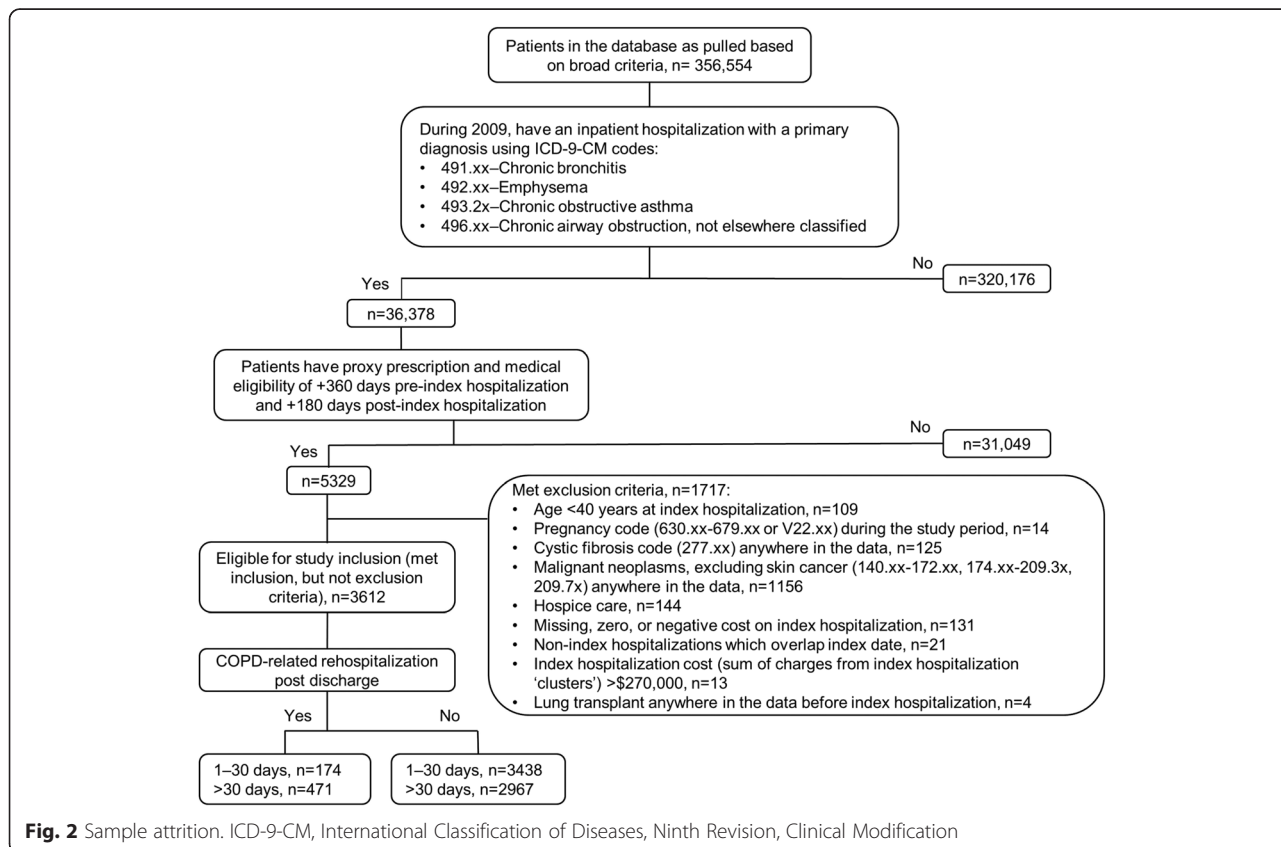 Patients in the database as pulled based
on broad criteria, n= 356,554
During 2009, have an inpatient hospitalization with a primary
diagnosis using ICD-9-CM codes:
• 491.xx–Chronic bronchitis
• 492.xx–Emphysema
• 493.2x–Chronic obstructive asthma
• 496.xx–Chronic airway obstruction, not elsewhere classified
Yes
No
n=36,378
n=320,176
Patients have proxy prescription and medical
eligibility of +360 days pre-index hospitalization
and +180 days post-index hospitalization
Yes
No
n=5329
n=31,049
Met exclusion criteria, n=1717:
• Age <40 years at index hospitalization, n=109
• Pregnancy code (630.xx-679.xx or V22.xx) during the study period, n=14
• Cystic fibrosis code (277.xx) anywhere in the data, n=125
• Malignant neoplasms, excluding skin cancer (140.xx-172.xx, 174.xx-209.3x,
209.7x) anywhere in the data, n=1156
• Hospice care, n=144
• Missing, zero, or negative cost on index hospitalization, n=131
• Non-index hospitalizations which overlap index date, n=21
• Index hospitalization cost (sum of charges from index hospitalization
‘clusters’) >$270,000, n=13
• Lung transplant anywhere in the data before index hospitalization, n=4
Eligible for study inclusion (met
inclusion, but not exclusion
criteria), n=3612
COPD-related rehospitalization
post discharge
Yes
No
1–30 days, n=174
>30 days, n=471
1–30 days, n=3438
>30 days, n=2967
Fig. 2 Sample attrition. ICD-9-CM, International Classification of Diseases, Ninth Revision, Clinical Modification